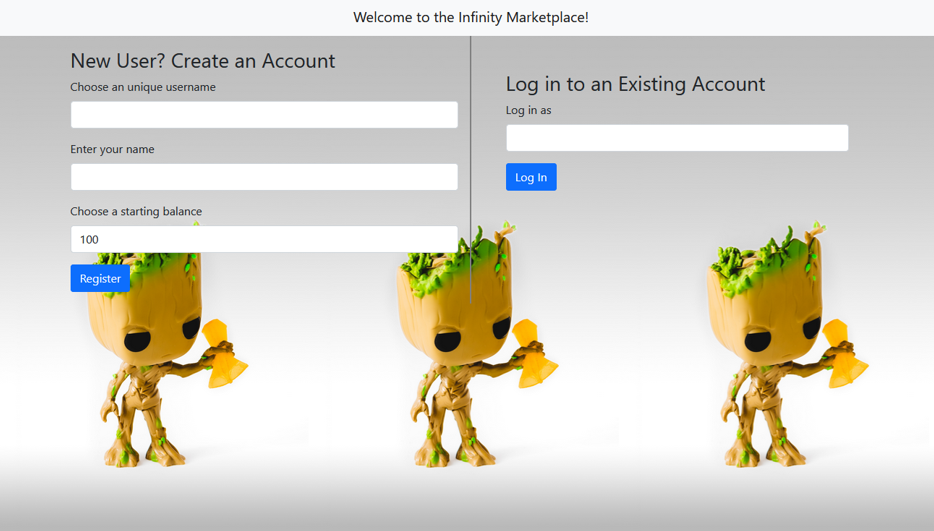 Welcome to the Infinity Marketplace!
New User? Create an Account
Choose an unique username
Enter your name
Choose a starting balance
100
Register
Log in to an Existing Account
Log in as
Log In